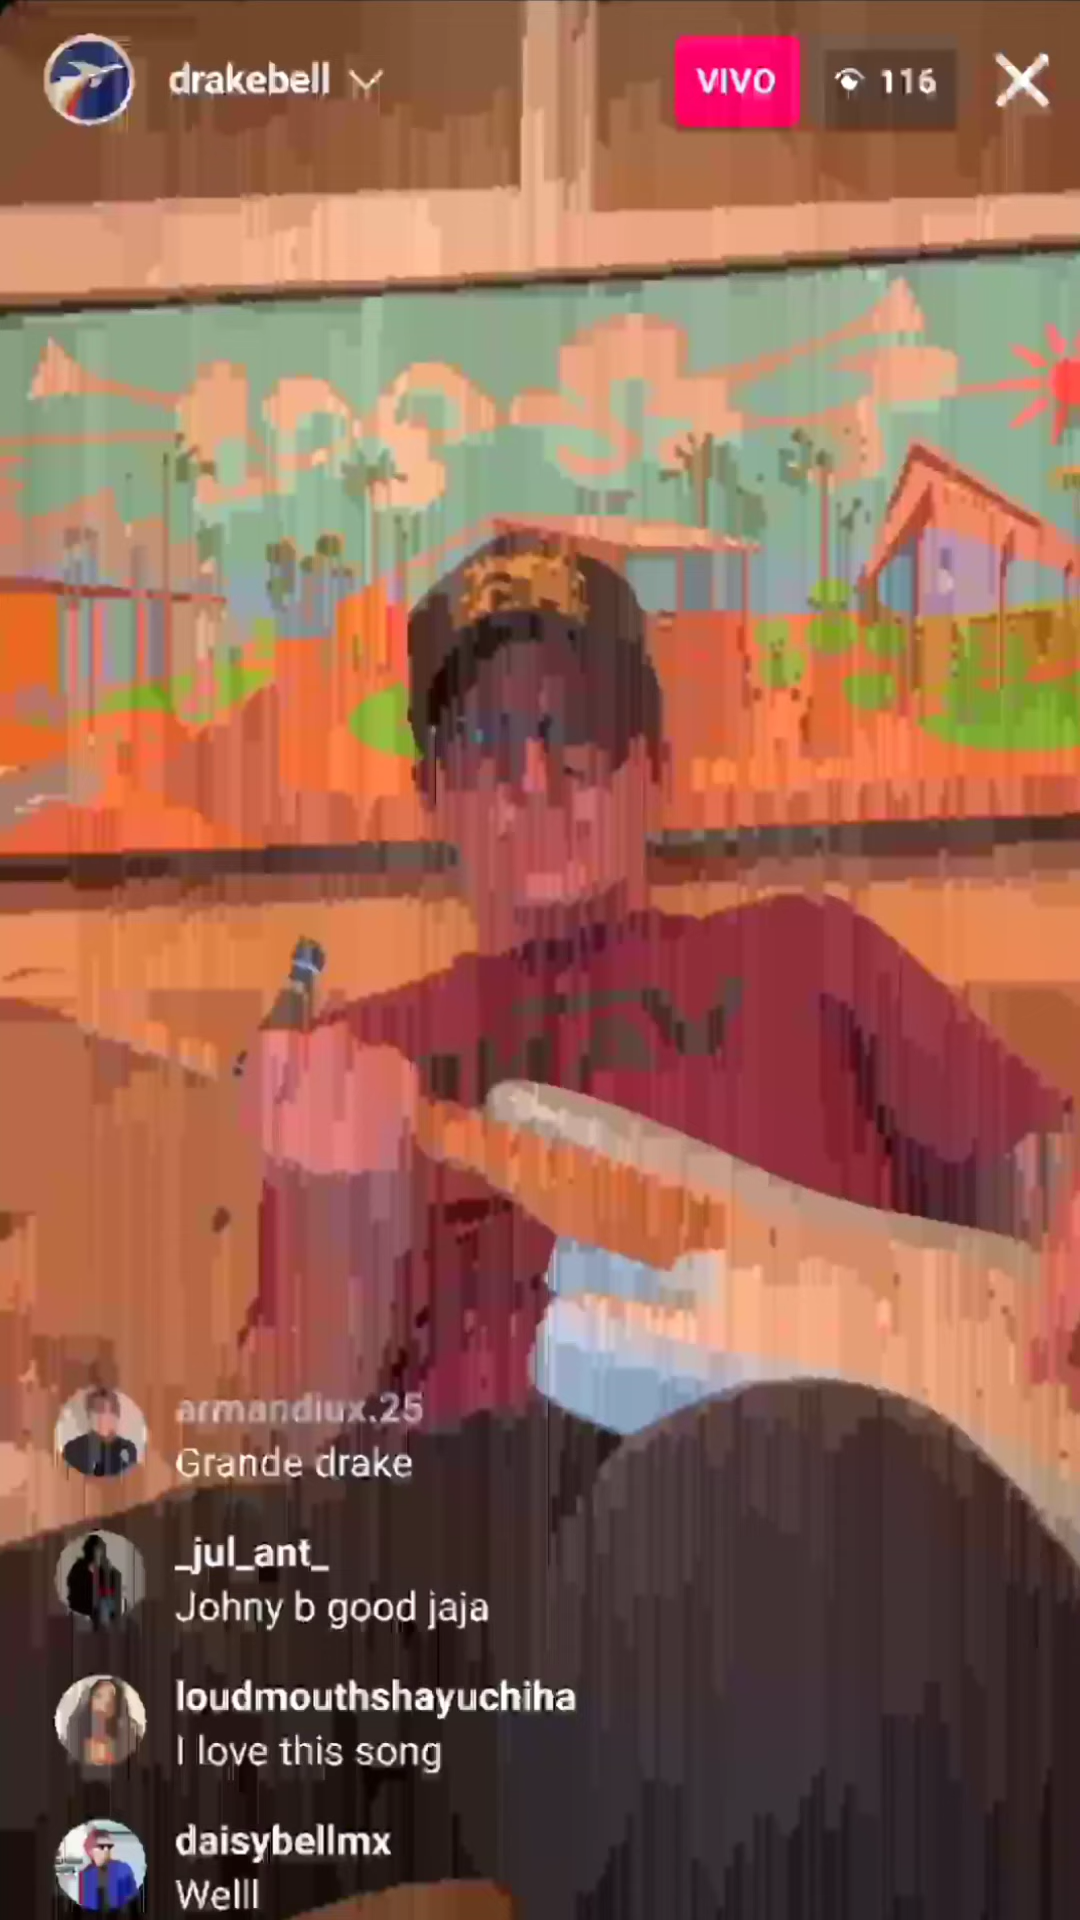 drakebell
VIVO
116
armandiux.25
Grande drake
_jul_ant_
Johny b good jaja
loudmouthshayuchiha
I love this song
daisybellmx
Welll